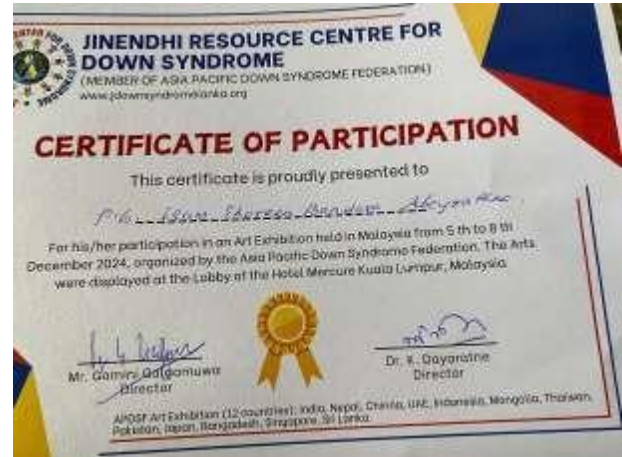 JINENDHI RESOURCE CENTRE FOR
DOWN SYNDROME
(MEMBER OF ASIA PACIFIC DOWN SYNDROME FEDERATION)
www.jdownsyndromelanka.org
CERTIFICATE OF PARTICIPATION
This certificate is proudly presented to
For his/her participation in an Art Exhibition held in Malaysia from 5 th to 8 th
December 2024, organized by the Asia Pacific Down Syndrome Federation. The Arts
were displayed at the Lobby of the Hotel Mercure Kuala Lumpur, Malaysia.
Mr. Gamini Galgamuwa
Director
Dr. K. Dayaratne
Director
APDSF Art Exhibition (12 countries): India, Nepal, China, UAE, Indonesia, Mongolia, Thaiwan,
Pakistan, Japan, Bangadesh, Singapore, Sri Lanka.